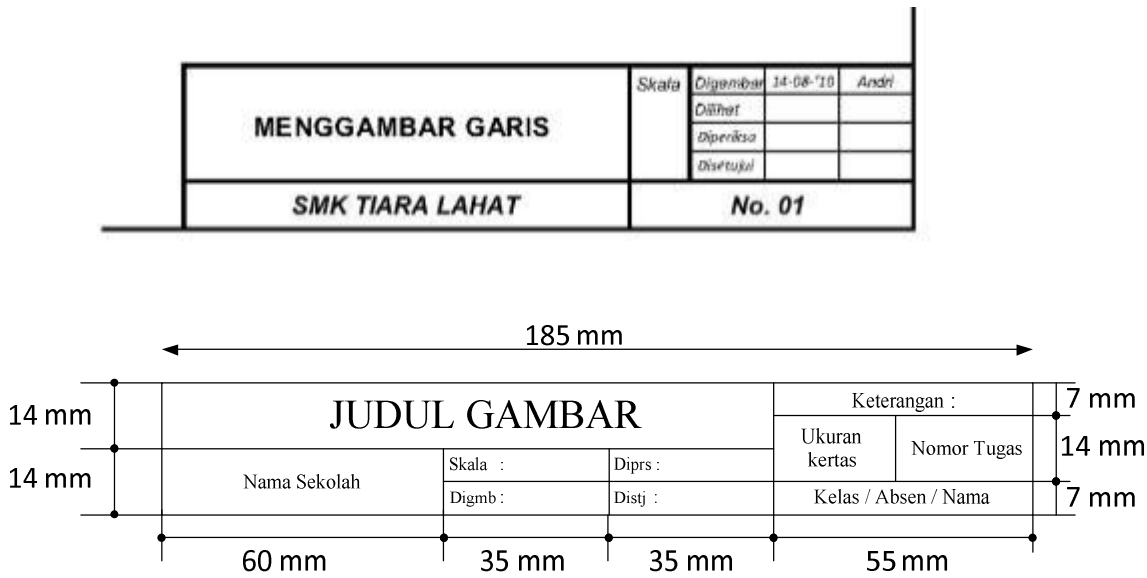 MENGGAMBAR GARIS
Skala
Digambar 14-08-'10 Andri
Dilihat
Diperiksa
Disetujui
SMK TIARA LAHAT
No. 01
185 mm
14 mm
14 mm
JUDUL GAMBAR
Nama Sekolah
Skala :
Digmb :
Diprs :
Distj :
Keterangan :
Ukuran
kertas
Nomor Tugas
Kelas / Absen / Nama
7 mm
14 mm
7 mm
60 mm
35 mm
35 mm
55 mm